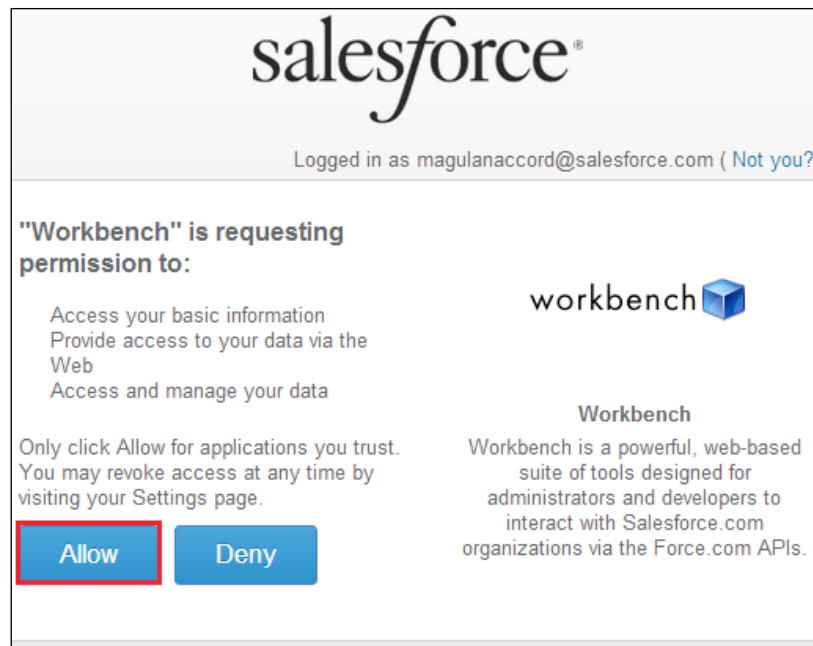 salesforce®
Logged in as magulanaccord@salesforce.com ( Not you?
"Workbench" is requesting
permission to:
Access your basic information
Provide access to your data via the
Web
Access and manage your data
Only click Allow for applications you trust.
You may revoke access at any time by
visiting your Settings page.
Allow
Deny
workbench
Workbench
Workbench is a powerful, web-based
suite of tools designed for
administrators and developers to
interact with Salesforce.com
organizations via the Force.com APIs.